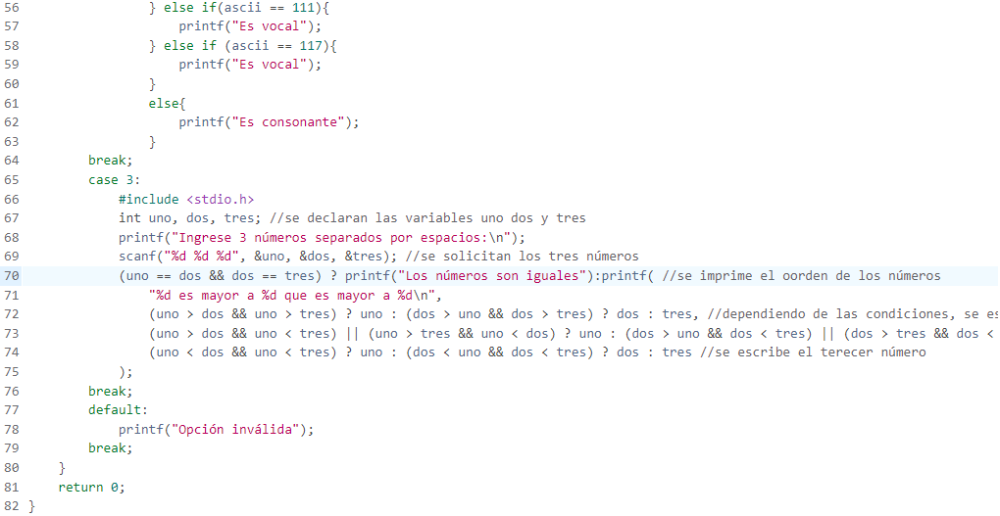 56 } else if(ascii == 111){
57 printf("Es vocal");
58 } else if (ascii == 117){
59 printf("Es vocal");
60 }
61 else{
62 printf("Es consonante");
63 }
64 break;
65 case 3:
66 #include <stdio.h>
67 int uno, dos, tres; //se declaran las variables uno dos y tres
68 printf("Ingrese 3 números separados por espacios:\n");
69 scanf("%d %d %d", &uno, &dos, &tres); //se solicitan los tres números
70 (uno == dos && dos == tres) ? printf("Los números son iguales"):printf( //se imprime el oorden de los números
71 "%d es mayor a %d que es mayor a %d\n",
72 (uno > dos && uno > tres) ? uno : (dos > uno && dos > tres) ? dos : tres, //dependiendo de las condiciones, se es
73 (uno > dos && uno < tres) || (uno > tres && uno < dos) ? uno : (dos > uno && dos < tres) || (dos > tres && dos <
74 (uno < dos && uno < tres) ? uno : (dos < uno && dos < tres) ? dos : tres //se escribe el terecer número
75 );
76 break;
77 default:
78 printf("Opción inválida");
79 break;
80 }
81 return 0;
82 }